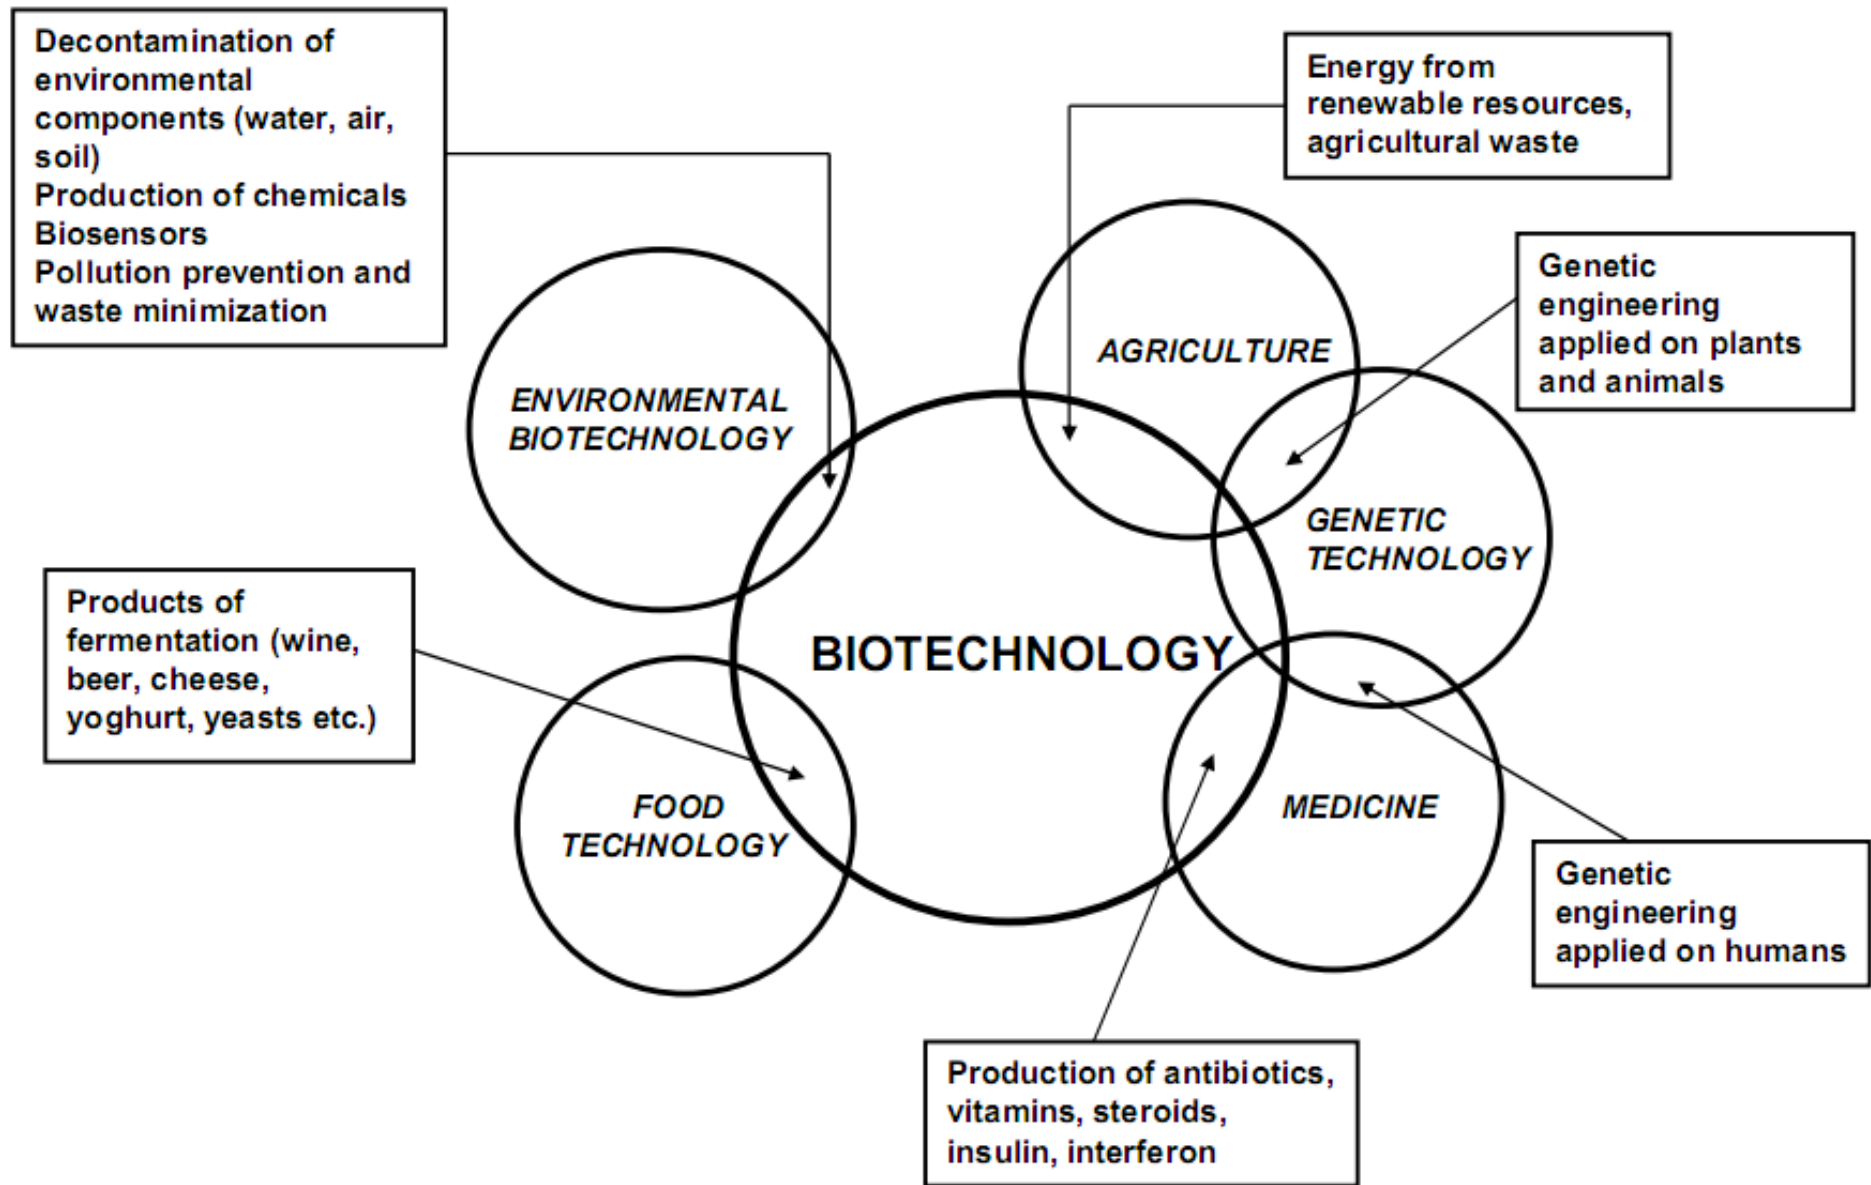 Decontamination of
environmental
components (water, air,
soil)
Production of chemicals
Biosensors
Pollution prevention and
waste minimization
Energy from
renewable resources,
agricultural waste
Genetic
engineering
applied on plants
and animals
AGRICULTURE
ENVIRONMENTAL
BIOTECHNOLOGY
GENETIC
TECHNOLOGY
Products of
fermentation (wine,
beer, cheese,
yoghurt, yeasts etc.)
BIOTECHNOLOGY
FOOD
TECHNOLOGY
MEDICINE
Genetic
engineering
applied on humans
Production of antibiotics,
vitamins, steroids,
insulin, interferon